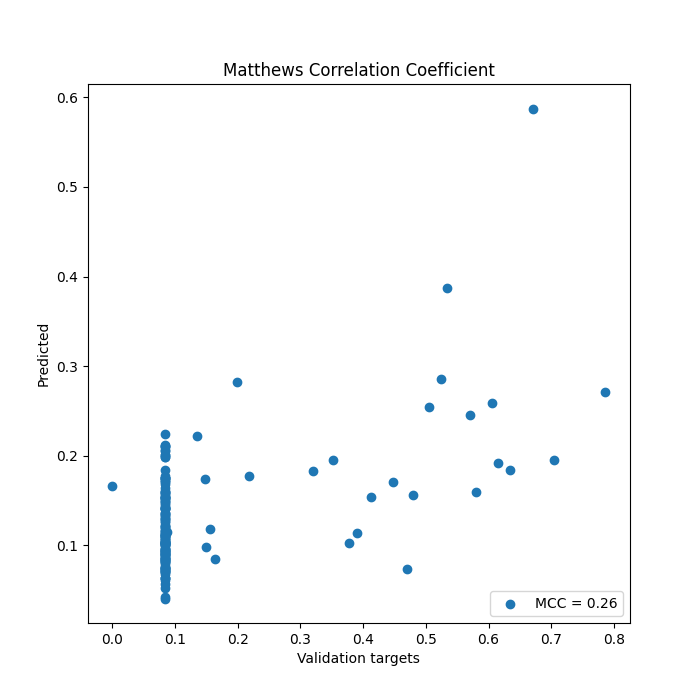 Matthews Correlation Coefficient
0.6
0.5
0.4
0.3
0.2
0.1
Predicted
MCC = 0.26
0.0 0.1 0.2 0.3 0.4 0.5 0.6 0.7 0.8
Validation targets